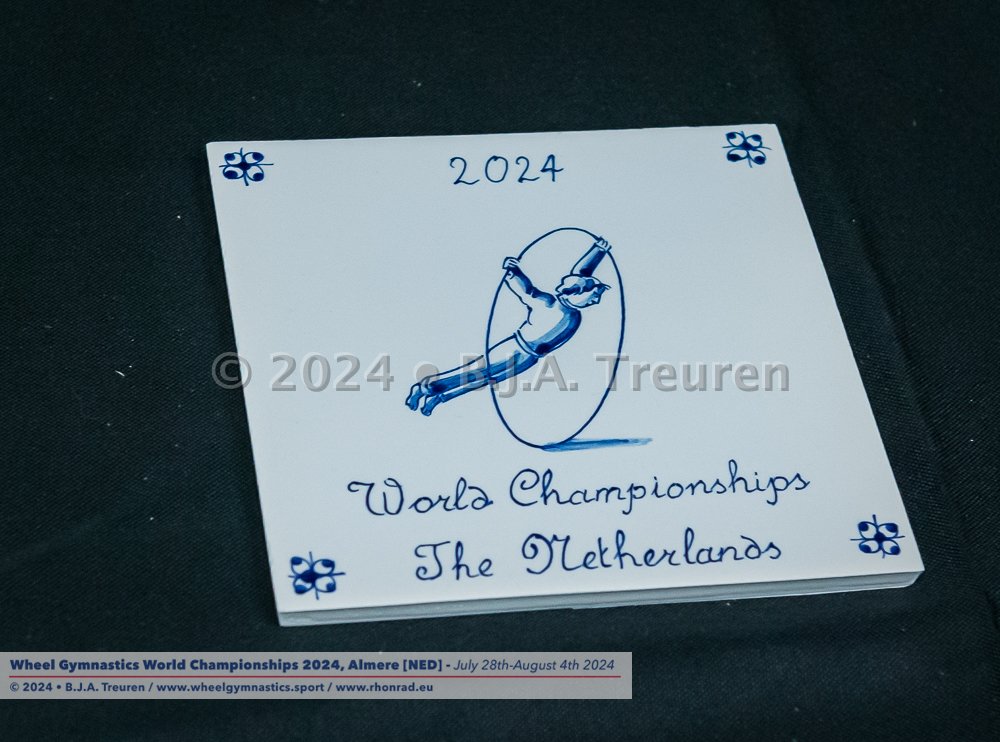 2024
© 2024 • B.J.A. Treuren
World Championships
The Netherlands
Wheel Gymnastics World Championships 2024, Almere [NED] - July 28th-August 4th 2024
© 2024 • B.J.A. Treuren / www.wheelgymnastics.sport / www.rhonrad.eu